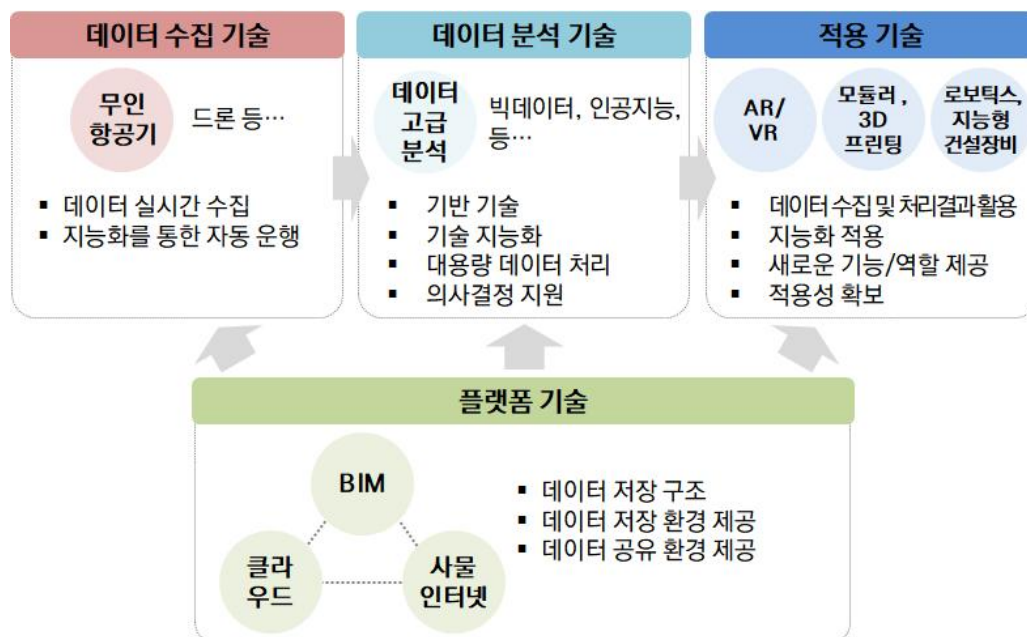 데이터 수집 기술
무인
항공기
드론 등…
▪ 데이터 실시간 수집
▪ 지능화를 통한 자동 운행
데이터 분석 기술
데이터
고급
분석
빅데이터, 인공지능,
등…
▪ 기반 기술
▪ 기술 지능화
▪ 대용량 데이터 처리
▪ 의사결정 지원
적용 기술
AR/
VR
모듈러,
3D
프린팅
로보틱스,
지능형
건설장비
▪ 데이터 수집 및 처리결과 활용
▪ 지능화 적용
▪ 새로운 기능/역할 제공
▪ 적용성 확보
플랫폼 기술
BIM
클라
우드
사물
인터넷
▪ 데이터 저장 구조
▪ 데이터 저장 환경 제공
▪ 데이터 공유 환경 제공